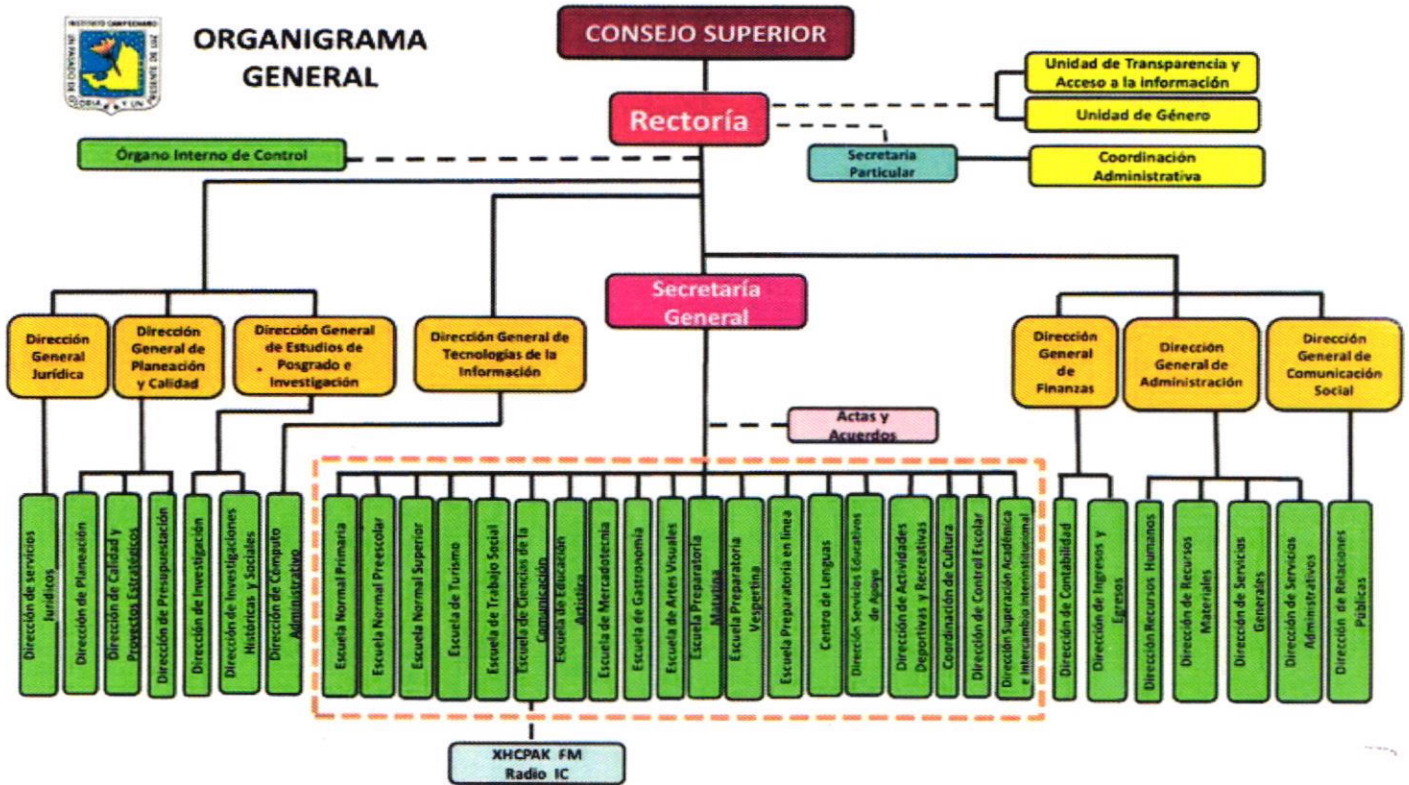 INSTITUTO CAMPECHANO
ORGANIGRAMA
GENERAL
CONSEJO SUPERIOR
Rectoría
Unidad de Transparencia y
Acceso a la información
Unidad de Género
Órgano Interno de Control
Secretaria
Particular
Coordinación
Administrativa
Secretaría
General
Dirección
General
Jurídica
Dirección
General de
Planeación
y Calidad
Dirección General
de Estudios de
Posgrado e
Investigación
Dirección General de
Tecnologías de la
Información
Dirección
General
de
Finanzas
Dirección
General de
Administración
Dirección
General de
Comunicación
Social
Actas y
Acuerdos
Dirección de servicios
Jurídicos
Dirección de Planeación
Dirección de Calidad y
Proyectos Estratégicos
Dirección de Presupuestación
Dirección de Investigación
Dirección de Investigaciones
Históricas y Sociales
Dirección de Cómputo
Administrativo
Escuela Normal Primaria
Escuela Normal Prescolar
Escuela Normal Superior
Escuela de Turismo
Escuela de Trabajo Social
Escuela de Ciencias de la
Comunicación
Escuela de Educación
Artística
Escuela de Mercadotecnia
Escuela de Gastronomía
Escuela de Artes Visuales
Escuela Preparatoria
Matutina
Escuela Preparatoria
Vespertina
Escuela Preparatoria en línea
Centro de Lenguas
Dirección Servicios Educativos
de Apoyo
Dirección de Actividades
Deportivas y Recreativas
Coordinación de Cultura
Dirección de Control Escolar
Dirección Superación Académica
e Intercambio Interinstitucional
Dirección de Contabilidad
Dirección de Ingresos y
Egresos
Dirección Recursos Humanos
Dirección de Recursos
Materiales
Dirección de Servicios
Generales
Dirección de Servicios
Administrativos
Dirección de Relaciones
Públicas
XHCPAK FM
Radio IC